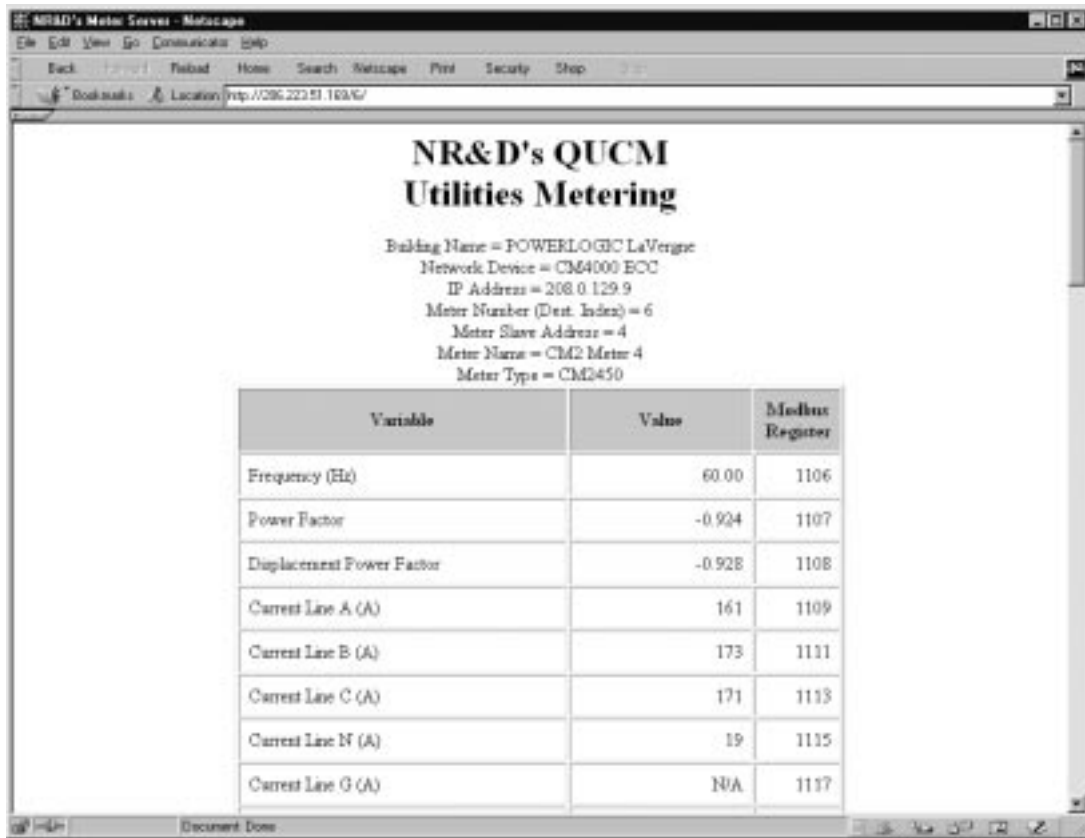 NR&D's Meter Server - Netscape
File Edit View Go Communicator Help
Back Forward Reload Home Search Netscape Print Security Shop Stop
Bookmarks Location http://206.223.51.169/6/
NR&D's QUCM
Utilities Metering
Building Name = POWERLOGIC LaVergne
Network Device = CM4000 ECC
IP Address = 208.0.129.9
Meter Number (Dest. Index) = 6
Meter Slave Address = 4
Meter Name = CM2 Meter 4
Meter Type = CM2450
Variable Value Modbus
Register
Frequency (Hz) 60.00 1106
Power Factor -0.924 1107
Displacement Power Factor -0.928 1108
Current Line A (A) 161 1109
Current Line B (A) 173 1111
Current Line C (A) 171 1113
Current Line N (A) 19 1115
Current Line G (A) N/A 1117
Document: Done